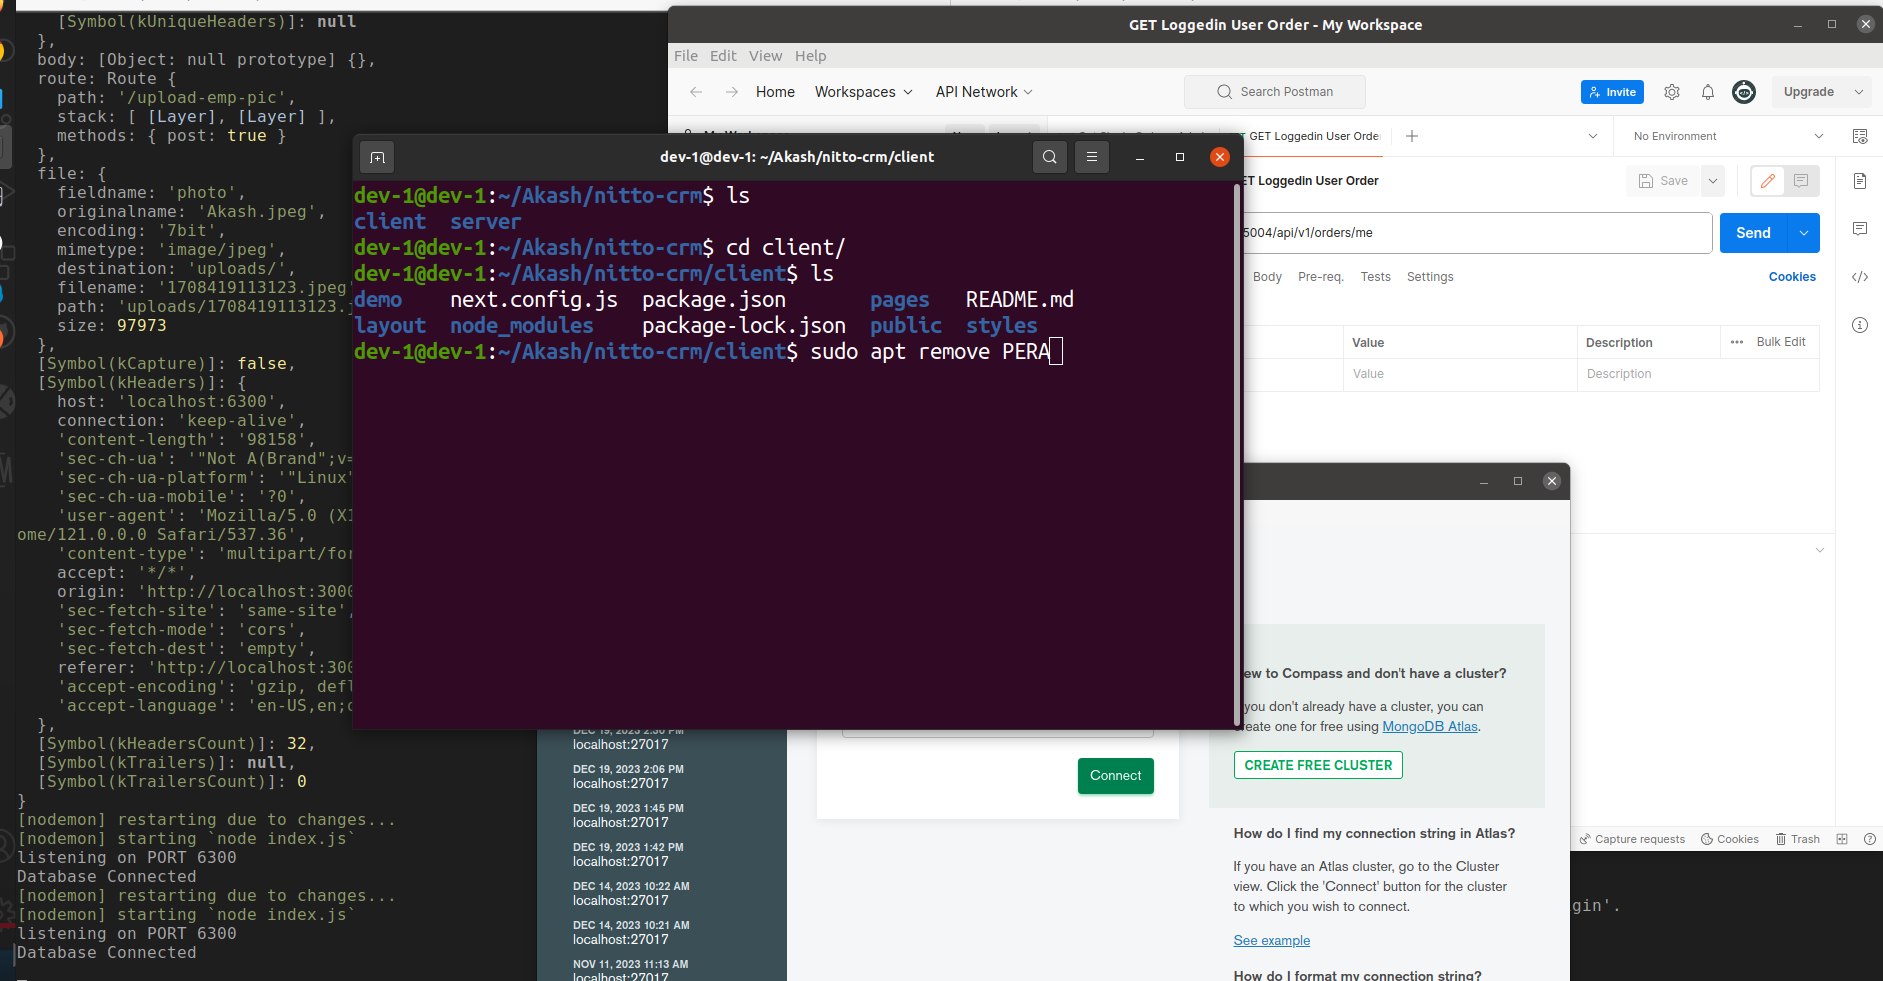 [Symbol(kUniqueHeaders)]: null
},
body: [Object: null prototype] {},
route: Route {
path: '/upload-emp-pic',
stack: [ [Layer], [Layer] ],
methods: { post: true }
},
file: {
fieldname: 'photo',
originalname: 'Akash.jpeg',
encoding: '7bit',
mimetype: 'image/jpeg',
destination: 'uploads/',
filename: '1708419113123.jpeg'
path: 'uploads/1708419113123.j
size: 97973
},
[Symbol(kCapture)]: false,
[Symbol(kHeaders)]: {
host: 'localhost:6300',
connection: 'keep-alive',
'content-length': '98158',
'sec-ch-ua': '"Not A(Brand";v=
'sec-ch-ua-platform': '"Linux"
'sec-ch-ua-mobile': '?0',
'user-agent': 'Mozilla/5.0 (X1
ome/121.0.0.0 Safari/537.36',
'content-type': 'multipart/for
accept: '*/*',
origin: 'http://localhost:3000
'sec-fetch-site': 'same-site',
'sec-fetch-mode': 'cors',
'sec-fetch-dest': 'empty',
referer: 'http://localhost:300
'accept-encoding': 'gzip, defl
'accept-language': 'en-US,en;q
},
[Symbol(kHeadersCount)]: 32,
[Symbol(kTrailers)]: null,
[Symbol(kTrailersCount)]: 0
}
[nodemon] restarting due to changes...
[nodemon] starting `node index.js`
listening on PORT 6300
Database Connected
[nodemon] restarting due to changes...
[nodemon] starting `node index.js`
listening on PORT 6300
Database Connected
GET Loggedin User Order - My Workspace
File Edit View Help
Home Workspaces API Network Search Postman Invite Upgrade
GET Loggedin User Orde No Environment
ET Loggedin User Order Save
5004/api/v1/orders/me Send
Body Pre-req. Tests Settings Cookies
Value Description Bulk Edit
Value Description
Capture requests Cookies Trash
dev-1@dev-1: ~/Akash/nitto-crm/client
dev-1@dev-1:~/Akash/nitto-crm$ ls
client server
dev-1@dev-1:~/Akash/nitto-crm$ cd client/
dev-1@dev-1:~/Akash/nitto-crm/client$ ls
demo next.config.js package.json pages README.md
layout node_modules package-lock.json public styles
dev-1@dev-1:~/Akash/nitto-crm/client$ sudo apt remove PERA
DEC 19, 2023 2:30 PM
localhost:27017
DEC 19, 2023 2:06 PM
localhost:27017
DEC 19, 2023 1:45 PM
localhost:27017
DEC 19, 2023 1:42 PM
localhost:27017
DEC 14, 2023 10:22 AM
localhost:27017
DEC 14, 2023 10:21 AM
localhost:27017
NOV 11, 2023 11:13 AM
localhost:27017
Connect
ew to Compass and don't have a cluster?
you don't already have a cluster, you can
create one for free using MongoDB Atlas.
CREATE FREE CLUSTER
How do I find my connection string in Atlas?
If you have an Atlas cluster, go to the Cluster
view. Click the 'Connect' button for the cluster
to which you wish to connect.
See example
How do I format my connection string?
gin'.